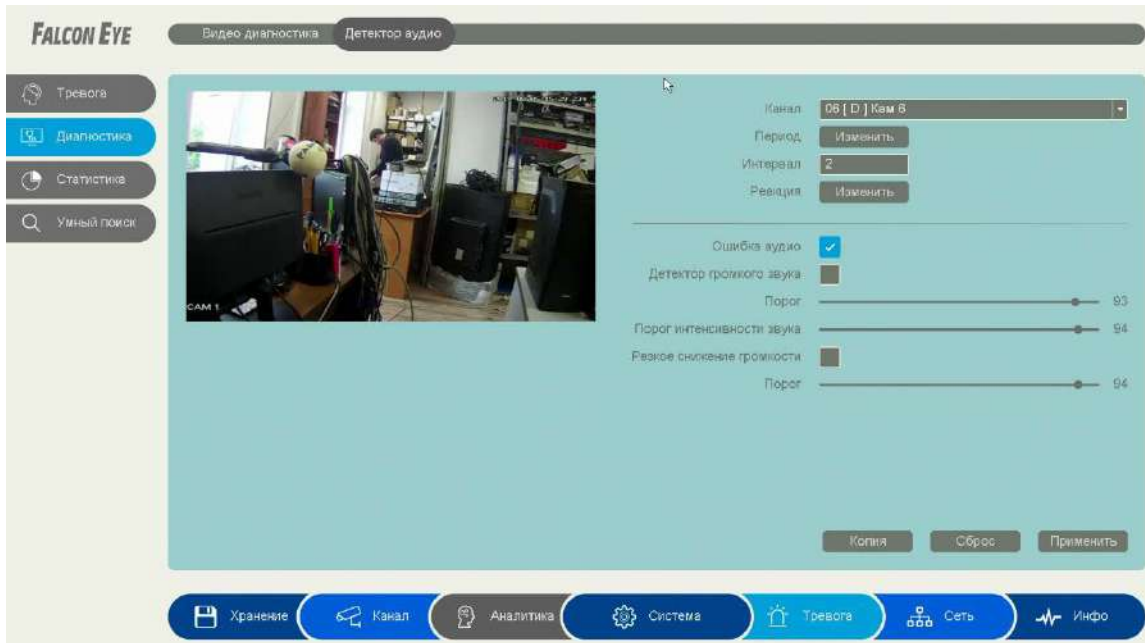 FALCON EYE
Видео диагностика
Детектор аудио
Тревога
Диагностика
Статистика
Умный поиск
CAM 1
Канал
06 [ D ] Кам 6
Период
Изменить
Интервал
2
Реакция
Изменить
Ошибка аудио
Детектор громкого звука
Порог
93
Порог интенсивности звука
94
Резкое снижение громкости
Порог
94
Копия
Сброс
Применить
Хранение
Канал
Аналитика
Система
Тревога
Сеть
Инфо